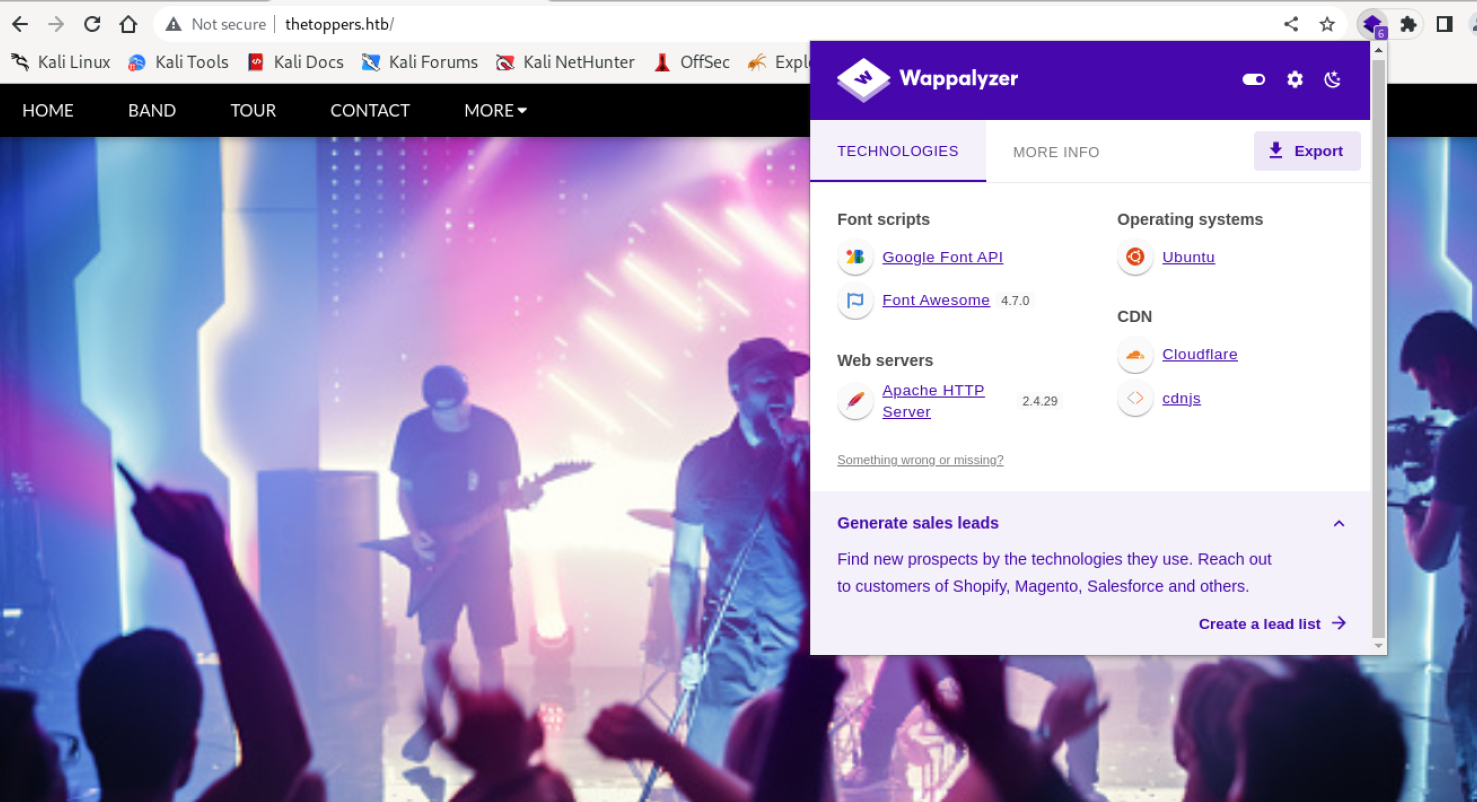 Not secure thetoppers.htb/
6
Kali Linux Kali Tools Kali Docs Kali Forums Kali NetHunter OffSec
Wappalyzer
HOME BAND TOUR CONTACT MORE
TECHNOLOGIES MORE INFO Export
Font scripts
Google Font API
Font Awesome 4.7.0
Web servers
Apache HTTP
Server 2.4.29
Something wrong or missing?
Operating systems
Ubuntu
CDN
Cloudflare
cdnjs
Generate sales leads
Find new prospects by the technologies they use. Reach out
to customers of Shopify, Magento, Salesforce and others.
Create a lead list